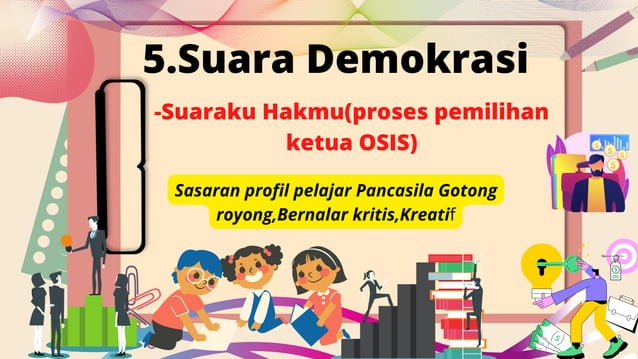 5.Suara Demokrasi
-Suaraku Hakmu(proses pemilihan
ketua OSIS)
Sasaran profil pelajar Pancasila Gotong
royong,Bernalar kritis,Kreatif